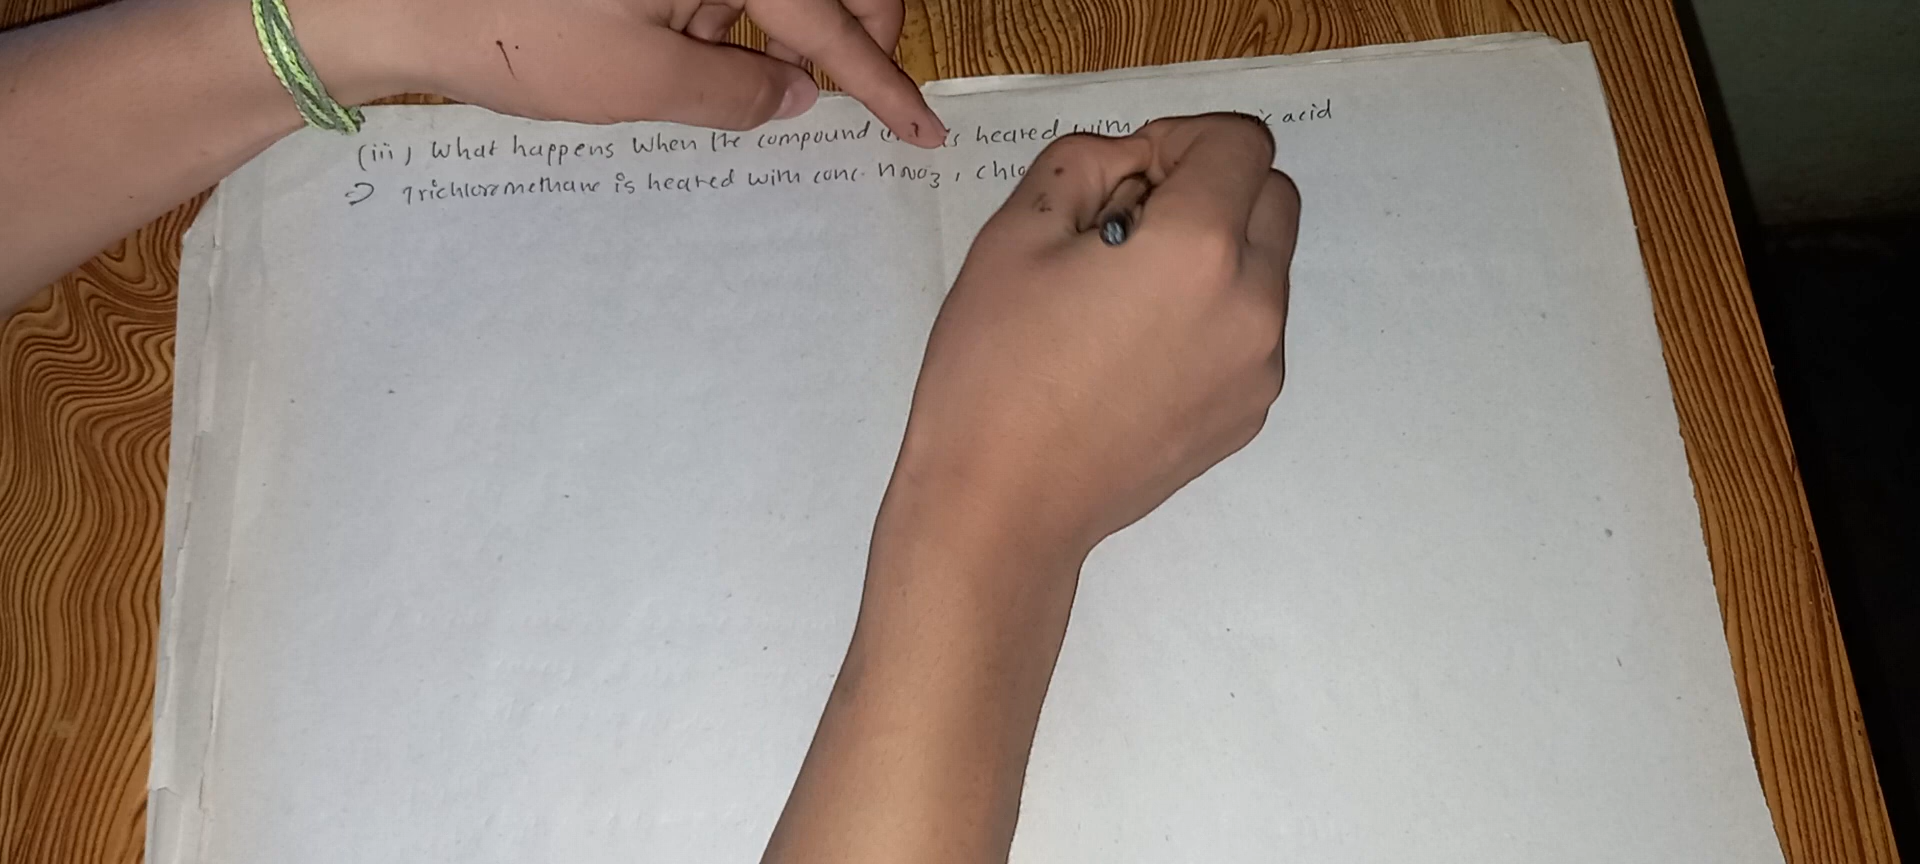 (iii) What happens when the compound is heated with acid
⇒ Trichloromethane is heated with conc. HNO3, chlo